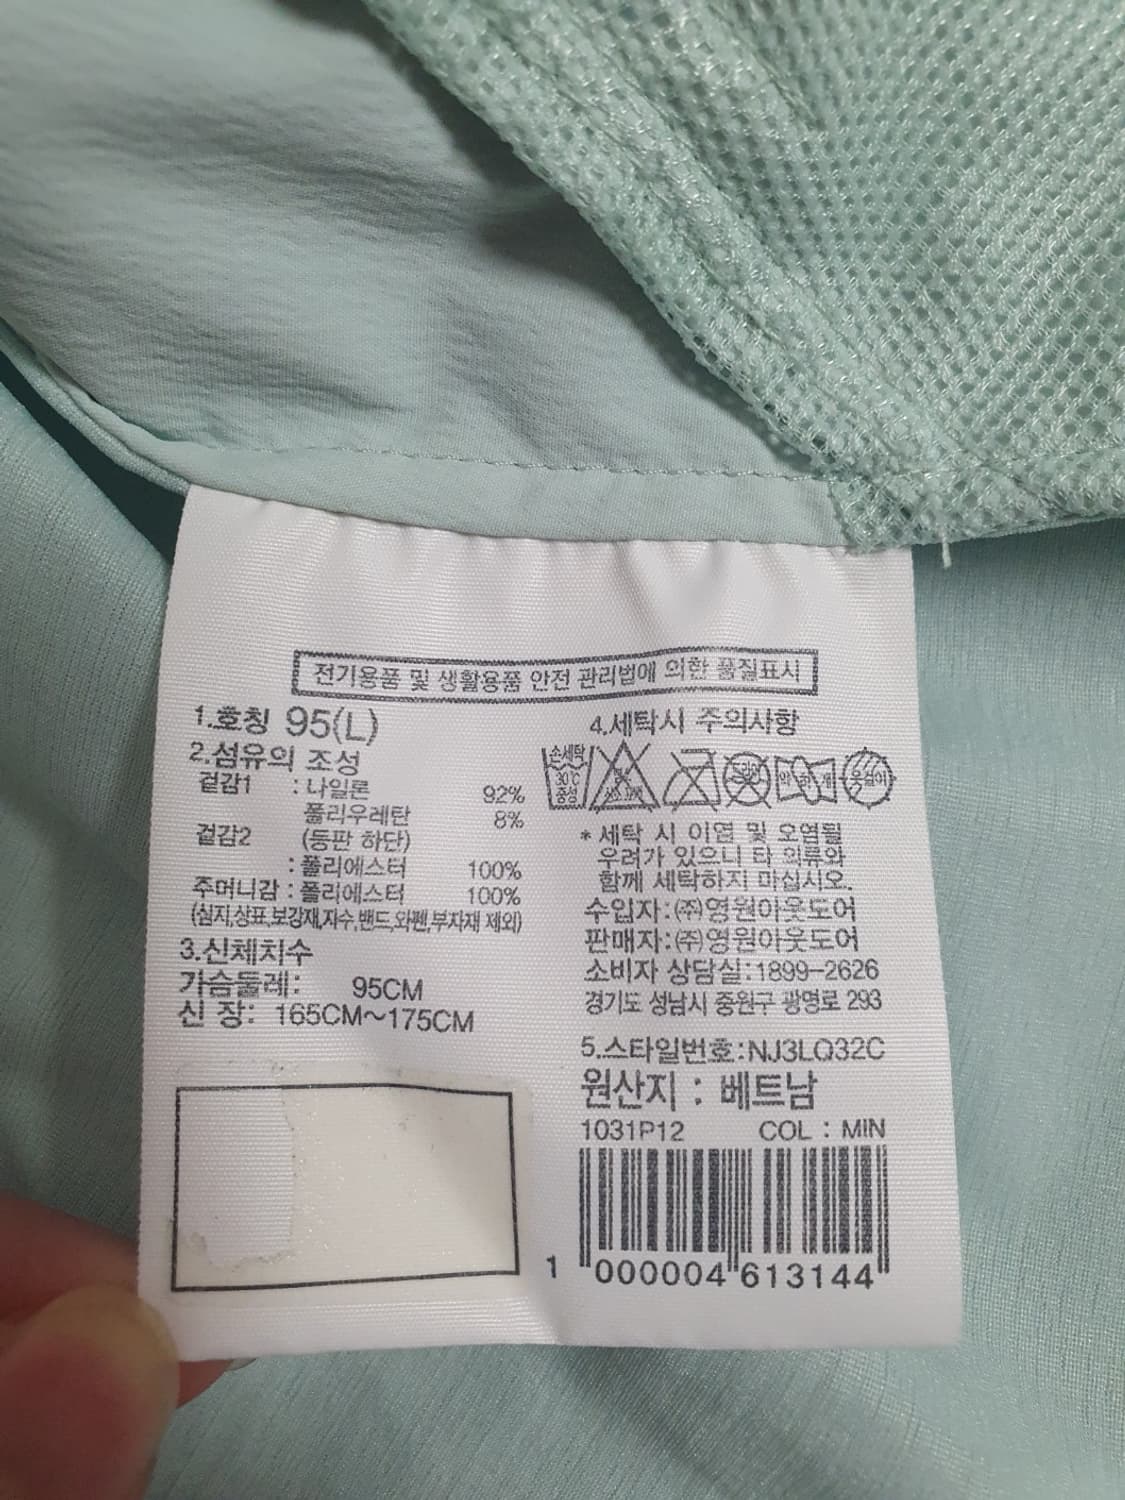 전기용품 및 생활용품 안전 관리법에 의한 품질표시
1.호칭 95(L)
2.섬유의 조성
겉감1 : 나일론 92%
폴리우레탄 8%
겉감2 (등판 하단)
: 폴리에스터 100%
주머니감 : 폴리에스터 100%
(심지,상표,보강재,자수,밴드,와펜,부자재 제외)
3.신체치수
가슴둘레: 95CM
신 장: 165CM~175CM
4.세탁시 주의사항
손세탁
30℃
중성
옷걸이
* 세탁 시 이염 및 오염될
우려가 있으니 타 의류와
함께 세탁하지 마십시오.
수입자:㈜영원아웃도어
판매자:㈜영원아웃도어
소비자 상담실:1899-2626
경기도 성남시 중원구 광명로 293
5.스타일번호:NJ3LQ32C
원산지 : 베트남
1031P12 COL : MIN
1 000004 613144